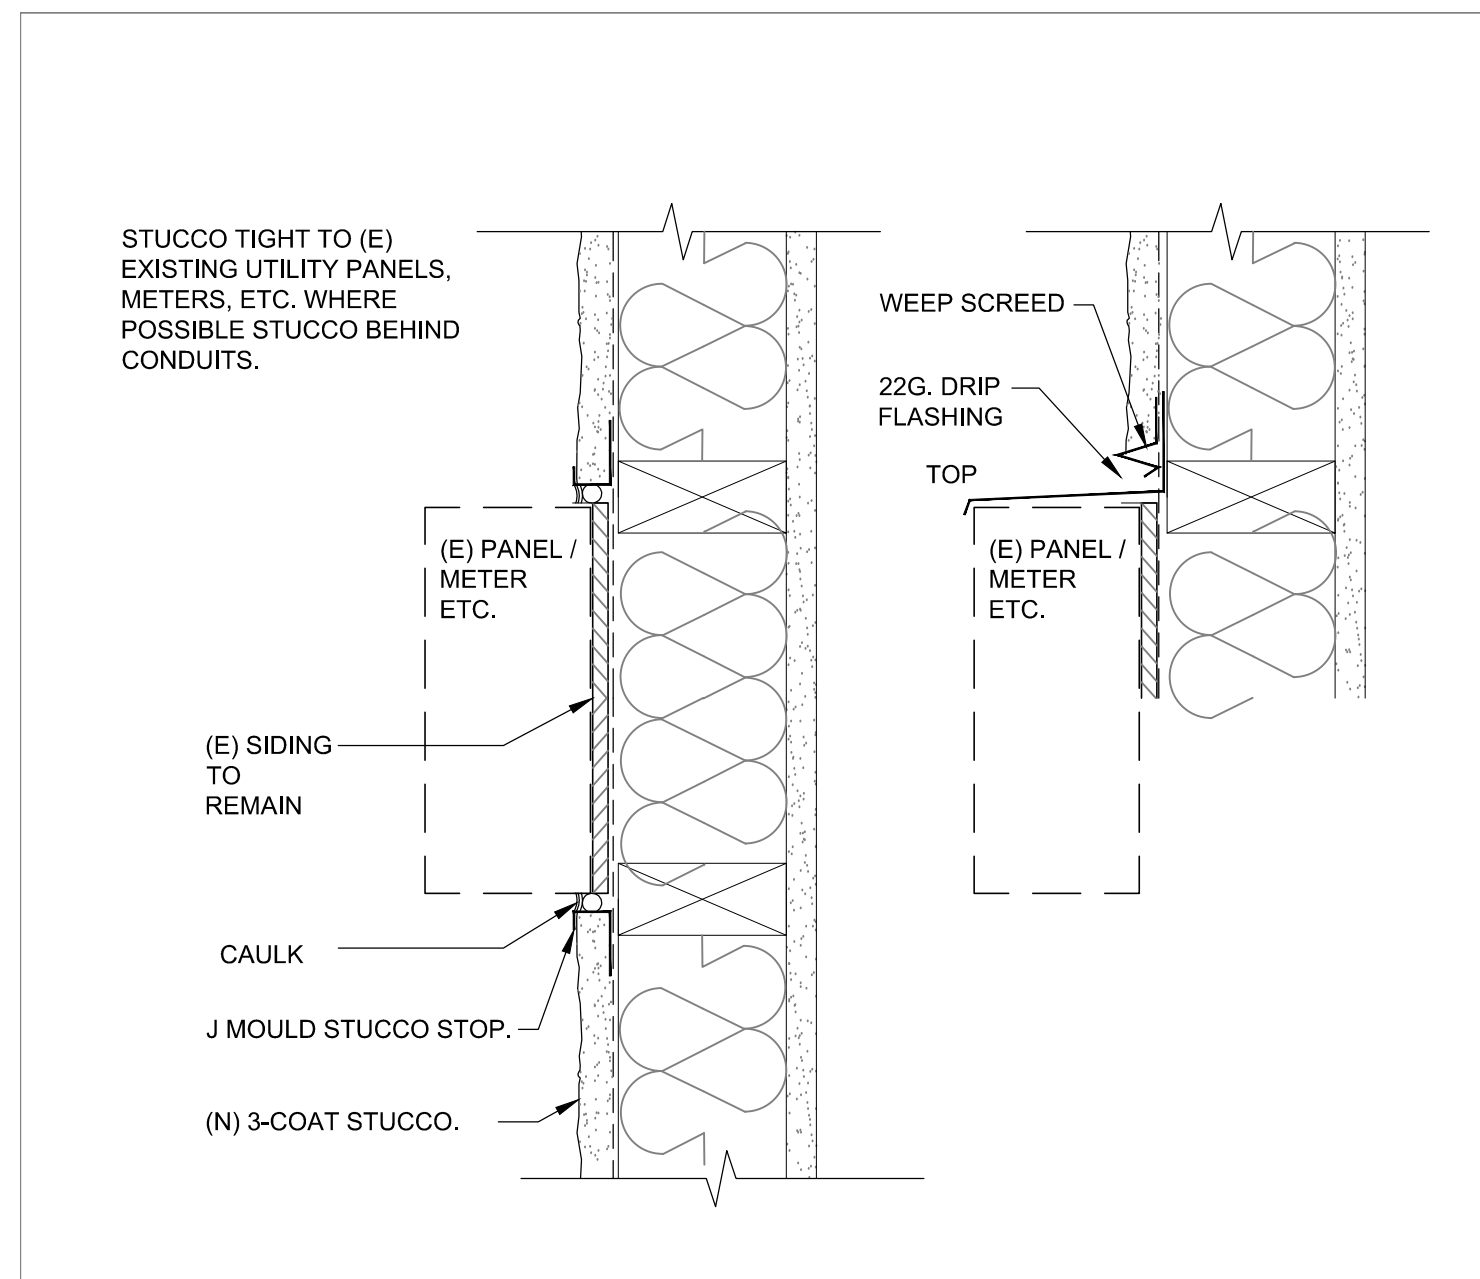 STUCCO TIGHT TO (E)
EXISTING UTILITY PANELS,
METERS, ETC. WHERE
POSSIBLE STUCCO BEHIND
CONDUITS.
(E) PANEL /
METER
ETC.
(E) SIDING
TO
REMAIN
CAULK
J MOULD STUCCO STOP.
(N) 3-COAT STUCCO.
WEEP SCREED
22G. DRIP
FLASHING
TOP
(E) PANEL /
METER
ETC.